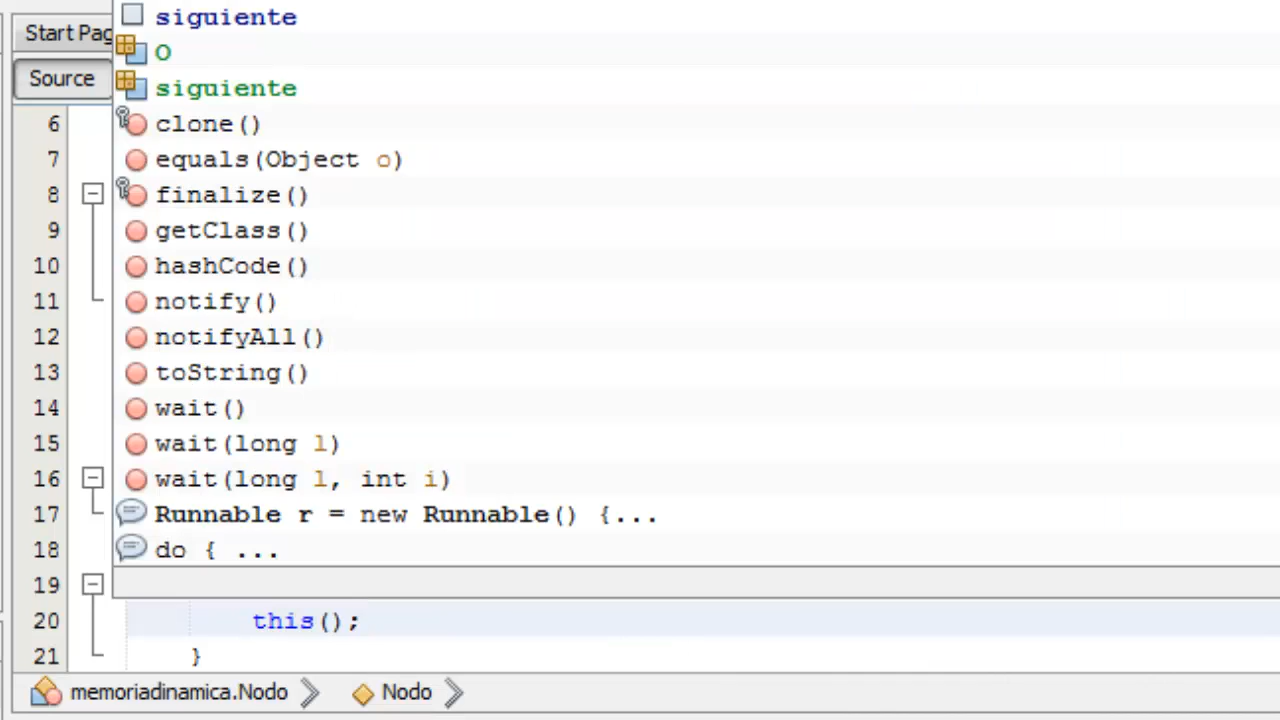 siguiente
Start Pag
O
Source
siguiente
6 clone()
7 equals(Object o)
8 finalize()
9 getClass()
10 hashCode()
11 notify()
12 notifyAll()
13 toString()
14 wait()
15 wait(long l)
16 wait(long l, int i)
17 Runnable r = new Runnable() {...
18 do { ...
19
20 this();
21 }
memoriadinamica.Nodo Nodo